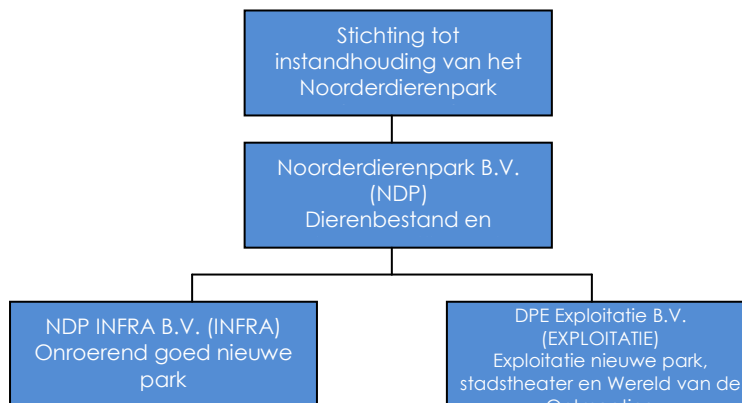 Stichting tot
instandhouding van het
Noorderdierenpark
Noorderdierenpark B.V.
(NDP)
Dierenbestand en
NDP INFRA B.V. (INFRA)
Onroerend goed nieuwe
park
DPE Exploitatie B.V.
(EXPLOITATIE)
Exploitatie nieuwe park,
stadstheater en Wereld van de